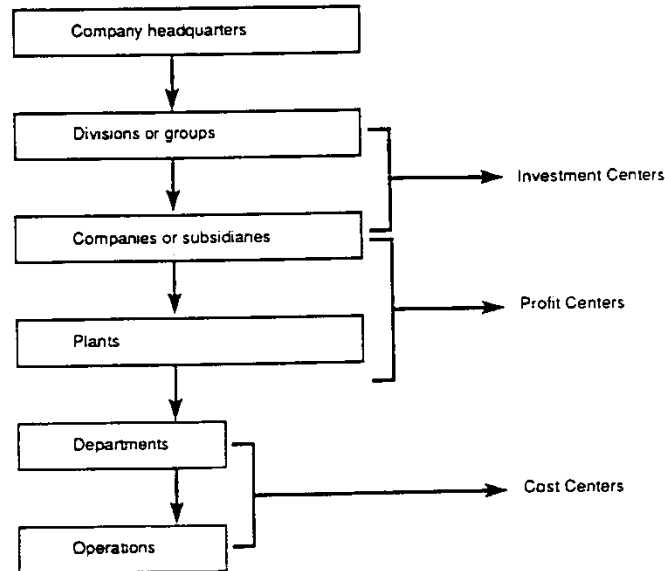 Company headquarters
Divisions or groups
Investment Centers
Companies or subsidiaries
Profit Centers
Plants
Departments
Cost Centers
Operations